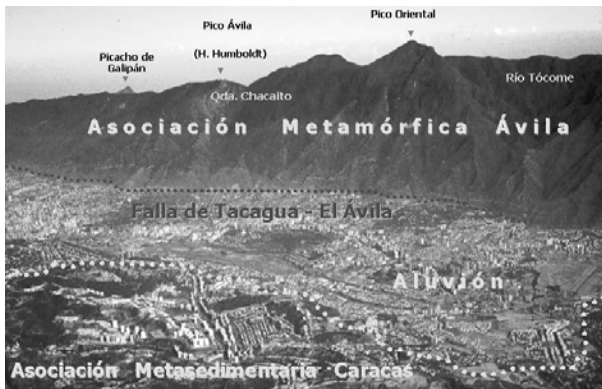 Pico Oriental
Pico Ávila
(H. Humboldt)
Picacho de
Galipán
Río Tócome
Qda. Chacaito
Asociación Metamórfica Ávila
Falla de Tacagua - El Ávila
Aluvión
Asociación Metasedimentaria Caracas